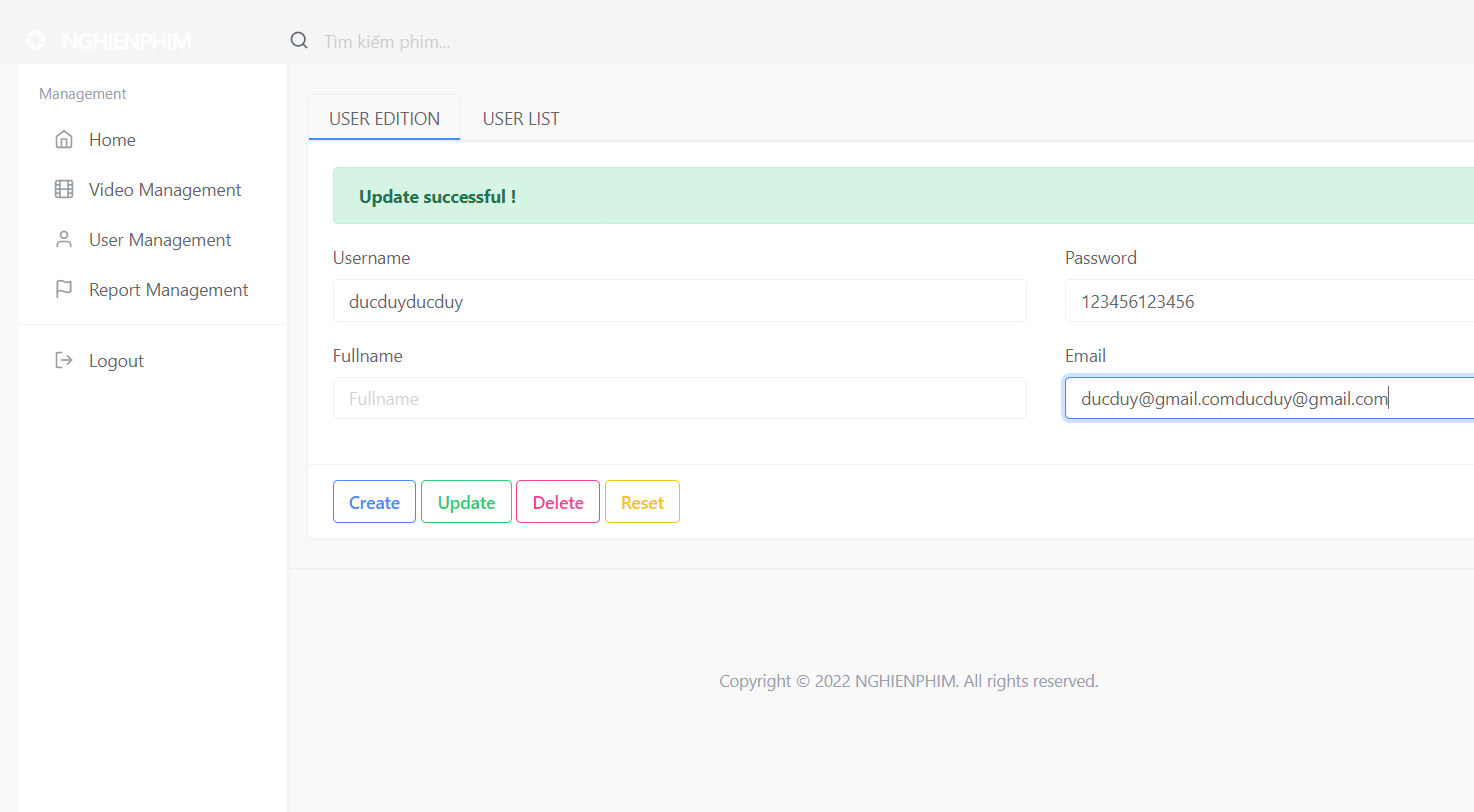 NGHIENPHIM
Tìm kiếm phim...
Management
Home
Video Management
User Management
Report Management
Logout
USER EDITION
USER LIST
Update successful !
Username
Password
ducduyducduy
123456123456
Fullname
Email
Fullname
ducduy@gmail.comducduy@gmail.com
Create
Update
Delete
Reset
Copyright © 2022 NGHIENPHIM. All rights reserved.